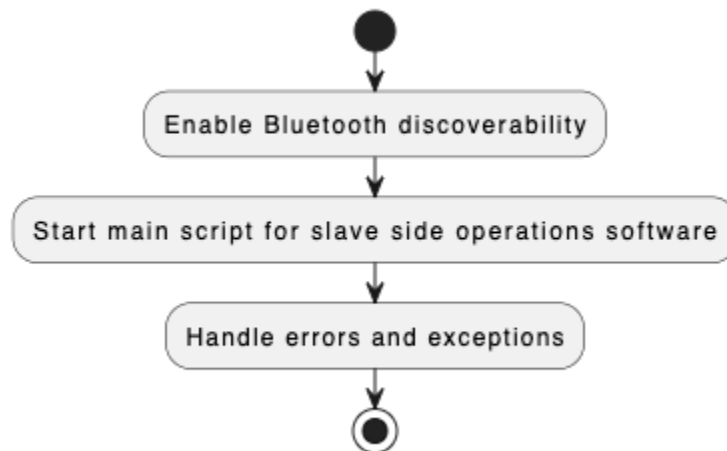 Enable Bluetooth discoverability
Start main script for slave side operations software
Handle errors and exceptions